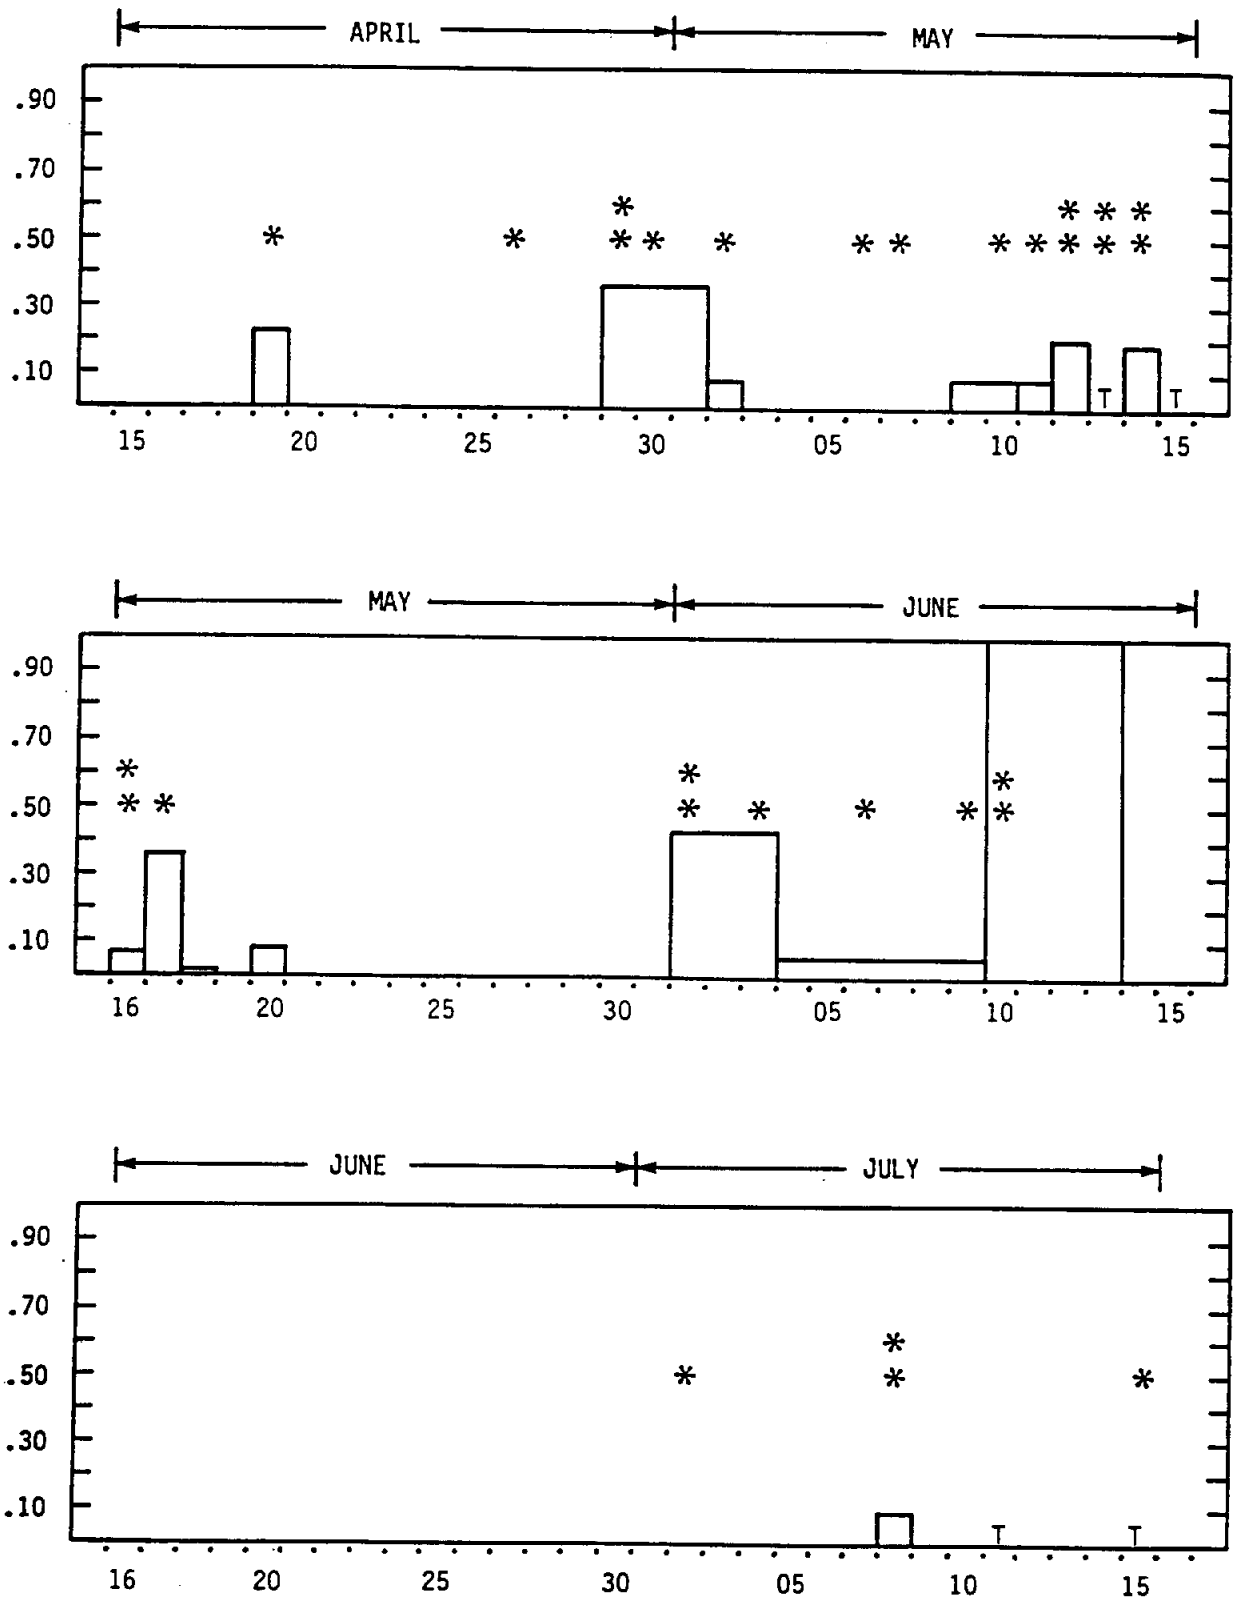 APRIL MAY
.90
.70
* * * * * *
.50 * * * * * * * * * * * *
.30
.10 T T
15 20 25 30 05 10 15
MAY JUNE
.90
.70
* * *
.50 * * * * * * *
.30
.10
16 20 25 30 05 10 15
JUNE JULY
.90
.70
*
.50 * * *
.30
.10 T T
16 20 25 30 05 10 15